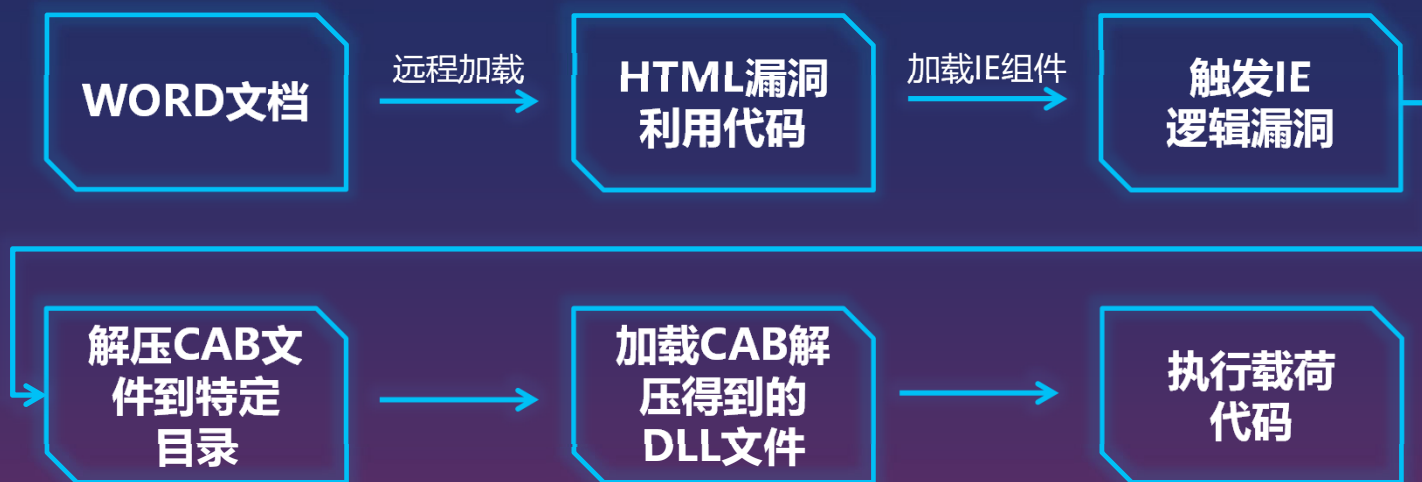 WORD文档
远程加载
HTML漏洞
利用代码
加载IE组件
触发IE
逻辑漏洞
解压CAB文
件到特定
目录
加载CAB解
压得到的
DLL文件
执行载荷
代码